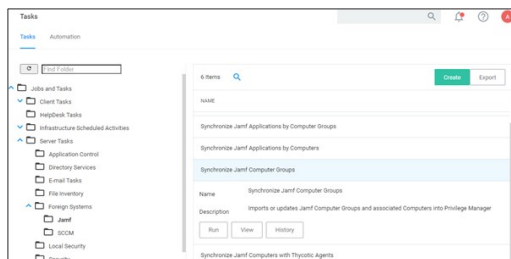 Tasks
A
Tasks Automation
Find Folder
Jobs and Tasks
Client Tasks
HelpDesk Tasks
Infrastructure Scheduled Activities
Server Tasks
Application Control
Directory Services
E-mail Tasks
File Inventory
Foreign Systems
Jamf
SCCM
Local Security
Security
6 Items
Create Export
NAME
Synchronize Jamf Applications by Computer Groups
Synchronize Jamf Applications by Computers
Synchronize Jamf Computer Groups
Name Synchronize Jamf Computer Groups
Description Imports or updates Jamf Computer Groups and associated Computers into Privilege Manager
Run View History
Synchronize Jamf Computers with Thycotic Agents